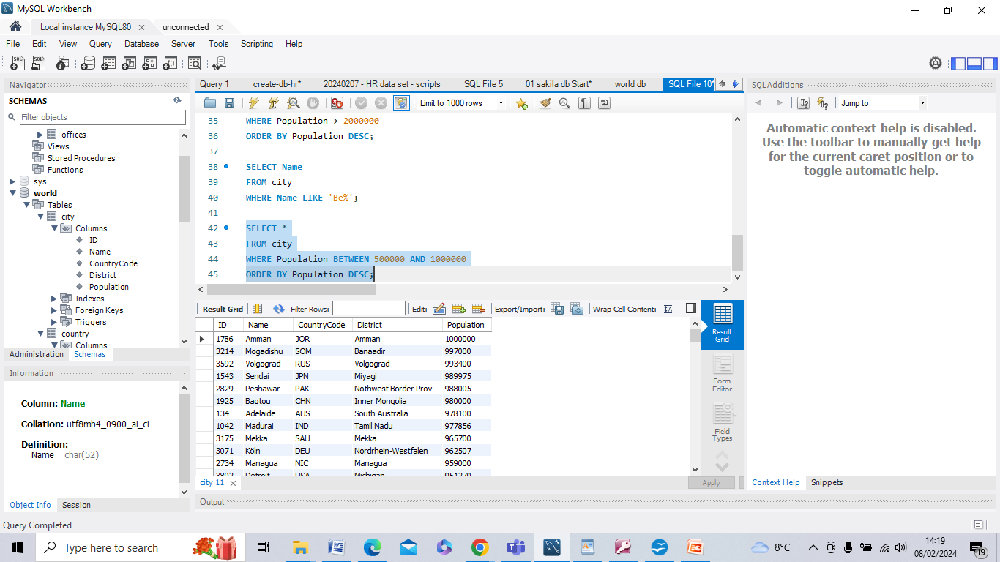 MySQL Workbench
Local instance MySQL80 unconnected
File Edit View Query Database Server Tools Scripting Help
Navigator
SCHEMAS
Filter objects
offices
Views
Stored Procedures
Functions
sys
world
Tables
city
Columns
ID
Name
CountryCode
District
Population
Indexes
Foreign Keys
Triggers
country
Columns
Administration Schemas
Information
Column: Name
Collation: utf8mb4_0900_ai_ci
Definition:
Name char(52)
Object Info Session
Query 1 create-db-hr* 20240207 - HR data set - scripts SQL File 5 01 sakila db Start* world db SQL File 10*
Limit to 1000 rows
35 WHERE Population > 2000000
36 ORDER BY Population DESC;
37
38 SELECT Name
39 FROM city
40 WHERE Name LIKE 'Be%';
41
42 SELECT *
43 FROM city
44 WHERE Population BETWEEN 500000 AND 1000000
45 ORDER BY Population DESC;
Result Grid Filter Rows: Edit: Export/Import: Wrap Cell Content:
ID Name CountryCode District Population
1786 Amman JOR Amman 1000000
3214 Mogadishu SOM Banaadir 997000
3592 Volgograd RUS Volgograd 993400
1543 Sendai JPN Miyagi 989975
2829 Peshawar PAK Nothwest Border Prov 988005
1925 Baotou CHN Inner Mongolia 980000
134 Adelaide AUS South Australia 978100
1042 Madurai IND Tamil Nadu 977856
3175 Mekka SAU Mekka 965700
3071 Köln DEU Nordrhein-Westfalen 962507
2734 Managua NIC Managua 959000
3802 Detroit USA Michigan 951270
Result
Grid
Form
Editor
Field
Types
city 11 Apply
Output
SQLAdditions
Jump to
Automatic context help is disabled.
Use the toolbar to manually get help
for the current caret position or to
toggle automatic help.
Context Help Snippets
Query Completed
Type here to search
8°C
14:19
08/02/2024
19